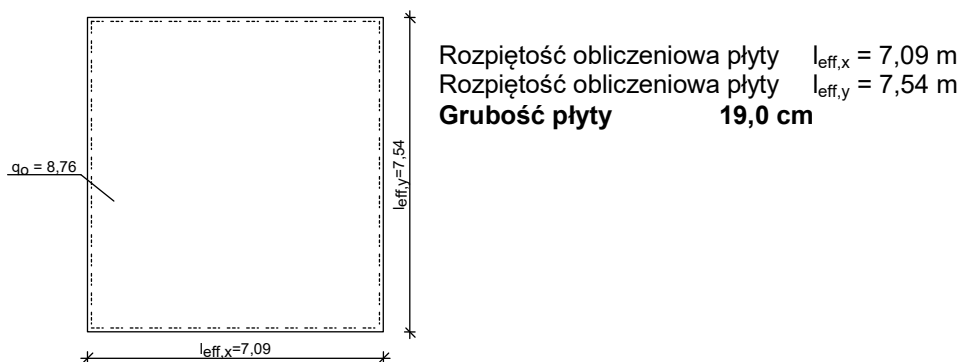 Rozpiętość obliczeniowa płyty leff,x = 7,09 m
Rozpiętość obliczeniowa płyty leff,y = 7,54 m
Grubość płyty 19,0 cm
qo = 8,76
leff,y=7,54
leff,x=7,09